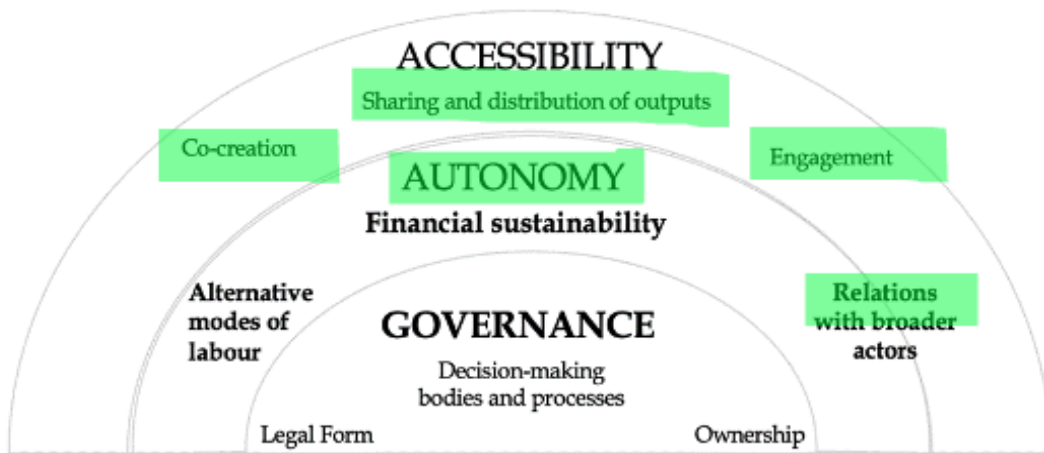 ACCESSIBILITY
Sharing and distribution of outputs
Co-creation
Engagement
AUTONOMY
Financial sustainability
Alternative
modes of
labour
Relations
with broader
actors
GOVERNANCE
Decision-making
bodies and processes
Legal Form
Ownership